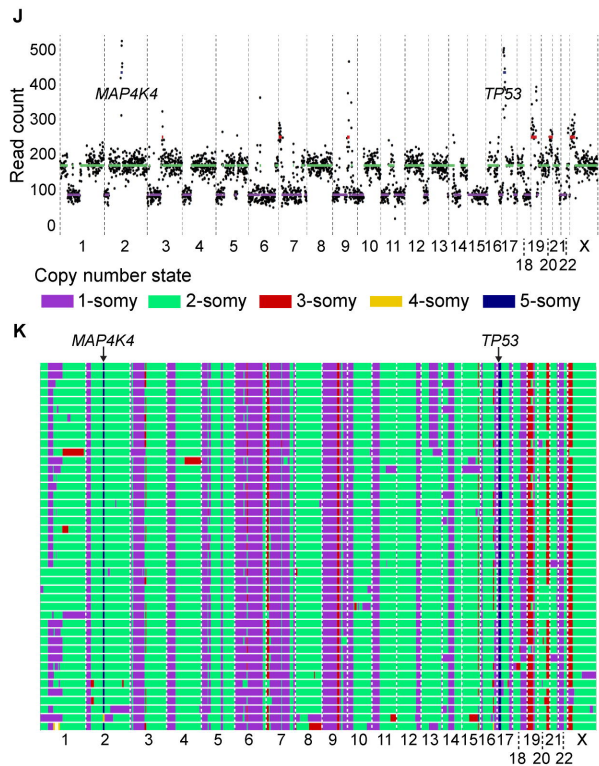 J
Read count
500
400
300
200
100
0
MAP4K4
TP53
1 2 3 4 5 6 7 8 9 10 11 12 13 14 15 16 17 18 19 20 21 22 X
Copy number state
1-somy 2-somy 3-somy 4-somy 5-somy
K
MAP4K4 TP53
1 2 3 4 5 6 7 8 9 10 11 12 13 14 15 16 17 18 19 20 21 22 X